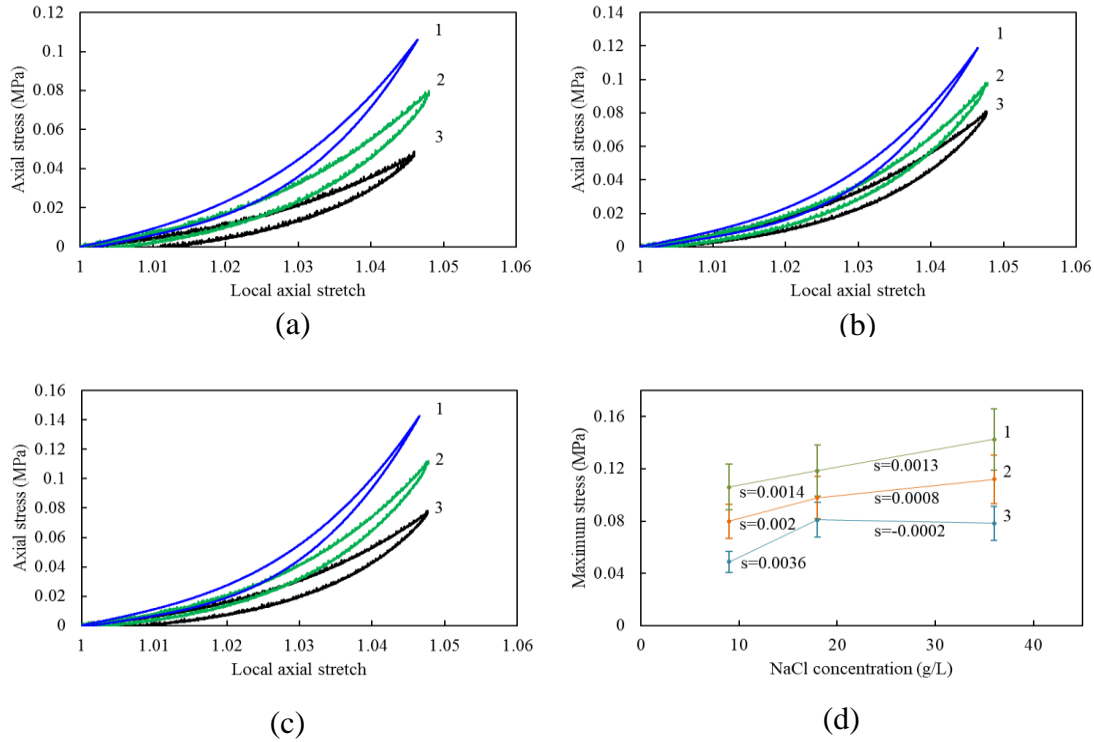 0.12
0.1
0.08
0.06
0.04
0.02
0
Axial stress (MPa)
1
2
3
1 1.01 1.02 1.03 1.04 1.05 1.06
Local axial stretch
(a)
0.14
0.12
0.1
0.08
0.06
0.04
0.02
0
Axial stress (MPa)
1
2
3
1 1.01 1.02 1.03 1.04 1.05 1.06
Local axial stretch
(b)
0.16
0.14
0.12
0.1
0.08
0.06
0.04
0.02
0
Axial stress (MPa)
1
2
3
1 1.01 1.02 1.03 1.04 1.05 1.06
Local axial stretch
(c)
0.16
0.12
0.08
0.04
0
Maximum stress (MPa)
1
s=0.0013
s=0.0014
2
s=0.0008
s=0.002
3
s=-0.0002
s=0.0036
0 10 20 30 40
NaCl concentration (g/L)
(d)